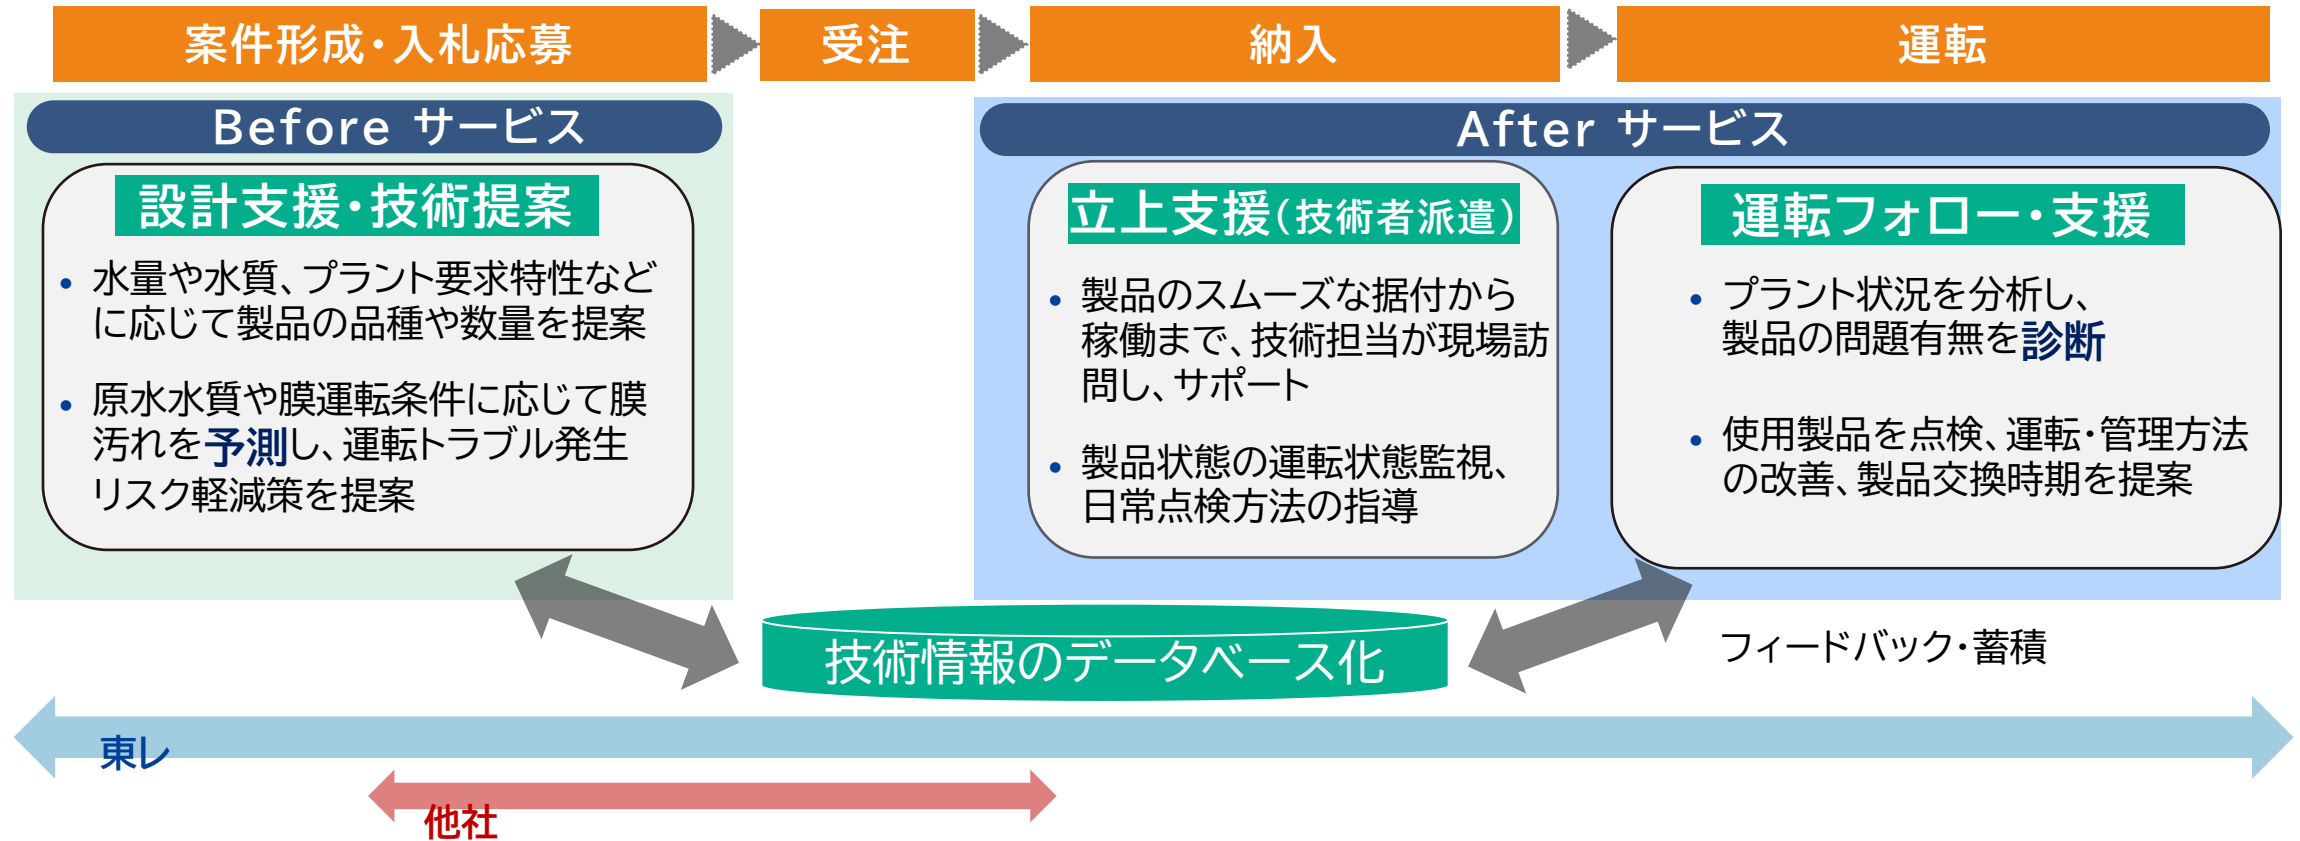 案件形成・入札応募
受注
納入
運転
Before サービス
After サービス
設計支援・技術提案
• 水量や水質、プラント要求特性など
に応じて製品の品種や数量を提案
• 原水水質や膜運転条件に応じて膜
汚れを予測し、運転トラブル発生
リスク軽減策を提案
立上支援（技術者派遣）
• 製品のスムーズな据付から
稼働まで、技術担当が現場訪
問し、サポート
• 製品状態の運転状態監視、
日常点検方法の指導
運転フォロー・支援
• プラント状況を分析し、
製品の問題有無を診断
• 使用製品を点検、運転・管理方法
の改善、製品交換時期を提案
技術情報のデータベース化
フィードバック・蓄積
東レ
他社